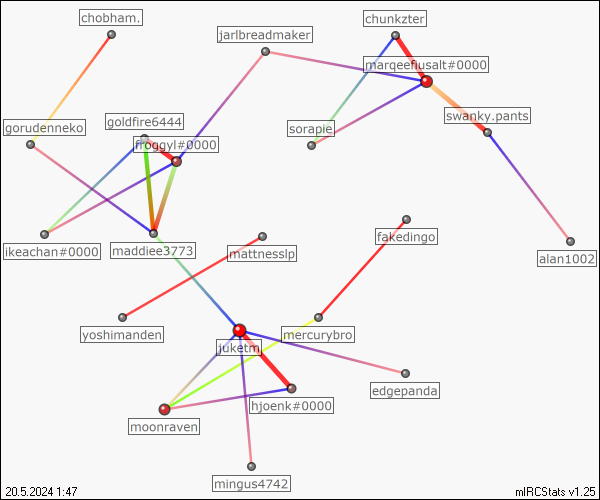 chobham.
chunkzter
jarlbreadmaker
marqeefiusalt#0000
swanky.pants
goldfire6444
gorudenneko
sorapie
froggyl#0000
fakedingo
ikeachan#0000
maddiee3773
mattnesslp
alan1002
yoshimanden
mercurybro
juketm
edgepanda
hjoenk#0000
moonraven
mingus4742
20.5.2024 1:47
mIRCStats v1.25